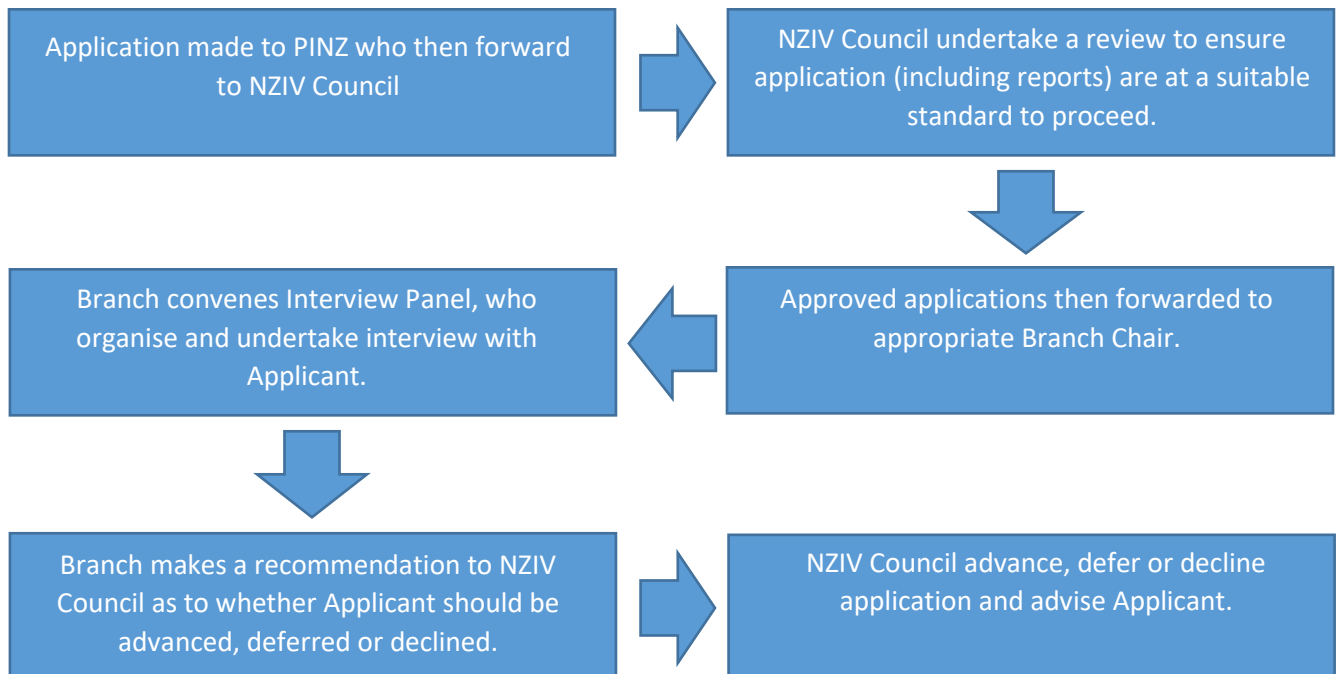 Application made to PINZ who then forward
to NZIV Council
NZIV Council undertake a review to ensure
application (including reports) are at a suitable
standard to proceed.
Approved applications then forwarded to
appropriate Branch Chair.
Branch convenes Interview Panel, who
organise and undertake interview with
Applicant.
Branch makes a recommendation to NZIV
Council as to whether Applicant should be
advanced, deferred or declined.
NZIV Council advance, defer or decline
application and advise Applicant.